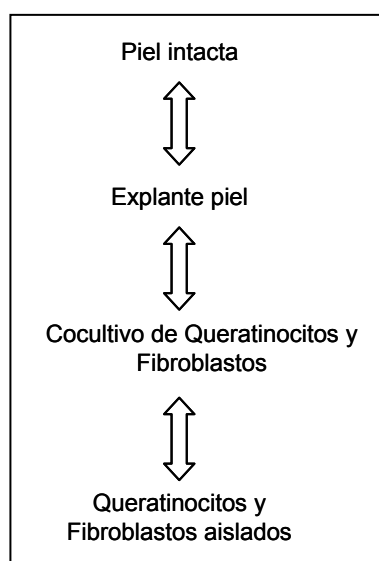 Piel intacta
Explante piel
Cocultivo de Queratinocitos y
Fibroblastos
Queratinocitos y
Fibroblastos aislados